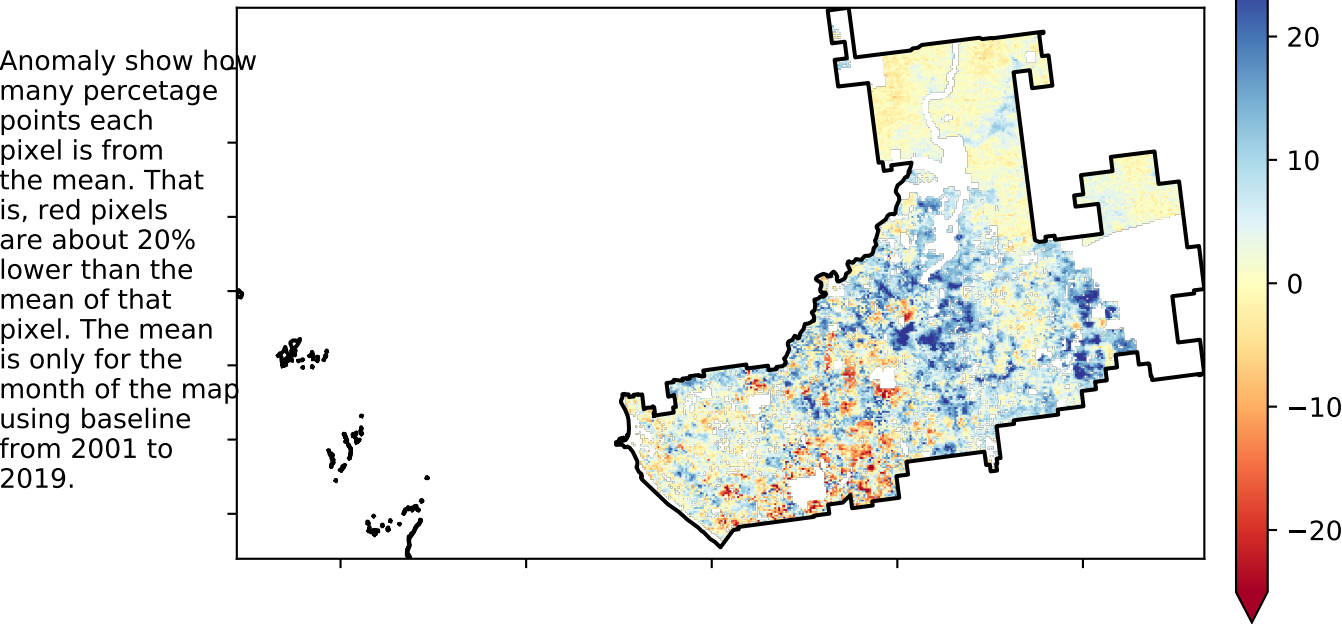 Anomaly show how
many percetage
points each
pixel is from
the mean. That
is, red pixels
are about 20%
lower than the
mean of that
pixel. The mean
is only for the
month of the map
using baseline
from 2001 to
2019.
20
10
0
−10
−20